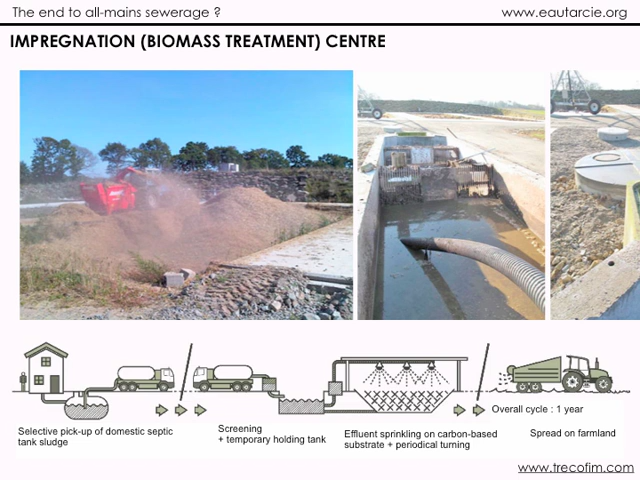 The end to all-mains sewerage ?
www.eautarcie.org
IMPREGNATION (BIOMASS TREATMENT) CENTRE
Overall cycle : 1 year
Selective pick-up of domestic septic
tank sludge
Screening
+ temporary holding tank
Effluent sprinkling on carbon-based
substrate + periodical turning
Spread on farmland
www.trecofim.com